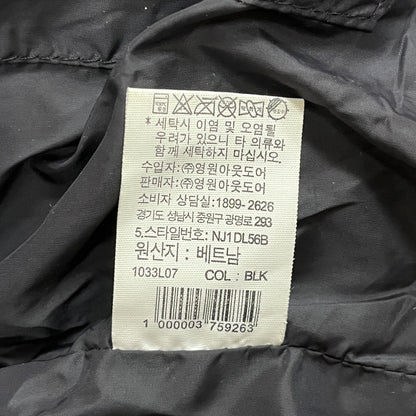 * 세탁시 이염 및 오염될
우려가 있으니 타 의류와
함께 세탁하지 마십시오.
수입자:(주)영원아웃도어
판매자:(주)영원아웃도어
소비자 상담실:1899-2626
경기도 성남시 중원구 광명로 293
5.스타일번호: NJ1DL56B
원산지 : 베트남
1033L07 COL : BLK
1 000003 759263